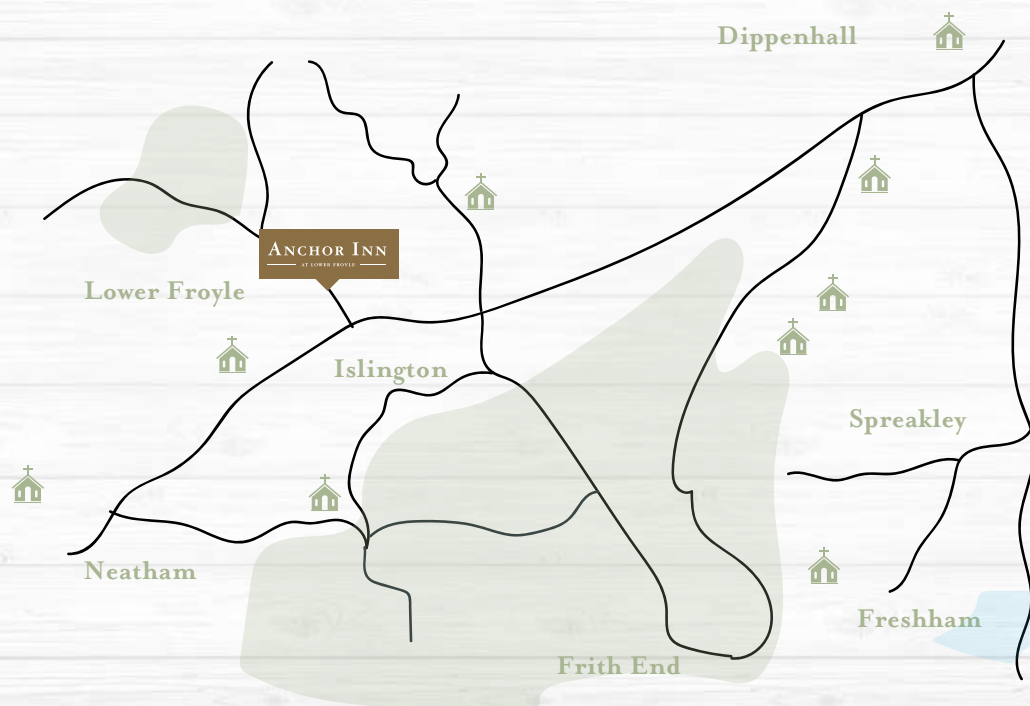 Dippenhall
Anchor Inn
AT LOWER FROYLE
Lower Froyle
Islington
Spreakley
Neatham
Freshham
Frith End